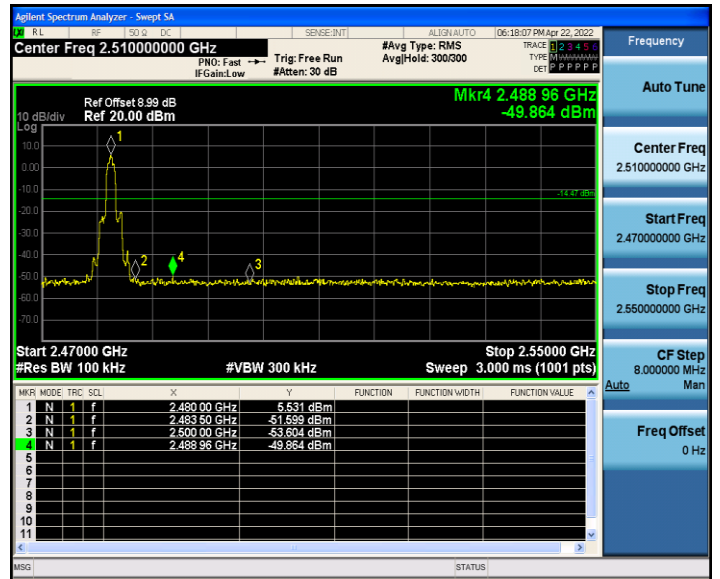 Agilent Spectrum Analyzer - Swept SA
RL RF 50 Ω DC SENSE:INT ALIGNAUTO 06:18:07 PM Apr 22, 2022
Center Freq 2.510000000 GHz
PNO: Fast
IFGain:Low
Trig: Free Run
#Atten: 30 dB
#Avg Type: RMS
Avg|Hold: 300/300
TRACE 1 2 3 4 5 6
TYPE M
DET P P P P P P
Mkr4 2.488 96 GHz
-49.864 dBm
Ref Offset 8.99 dB
10 dB/div Ref 20.00 dBm
Log
10.0
0.00
-10.0
-20.0
-30.0
-40.0
-50.0
-60.0
-70.0
1
2
4
3
-14.47 dBm
Start 2.47000 GHz Stop 2.55000 GHz
#Res BW 100 kHz #VBW 300 kHz Sweep 3.000 ms (1001 pts)
MKR MODE TRC SCL X Y FUNCTION FUNCTION WIDTH FUNCTION VALUE
1 N 1 f 2.480 00 GHz 5.531 dBm
2 N 1 f 2.483 50 GHz -51.599 dBm
3 N 1 f 2.500 00 GHz -53.604 dBm
4 N 1 f 2.488 96 GHz -49.864 dBm
5
6
7
8
9
10
11
MSG STATUS
Frequency
Auto Tune
Center Freq
2.510000000 GHz
Start Freq
2.470000000 GHz
Stop Freq
2.550000000 GHz
CF Step
8.000000 MHz
Auto Man
Freq Offset
0 Hz